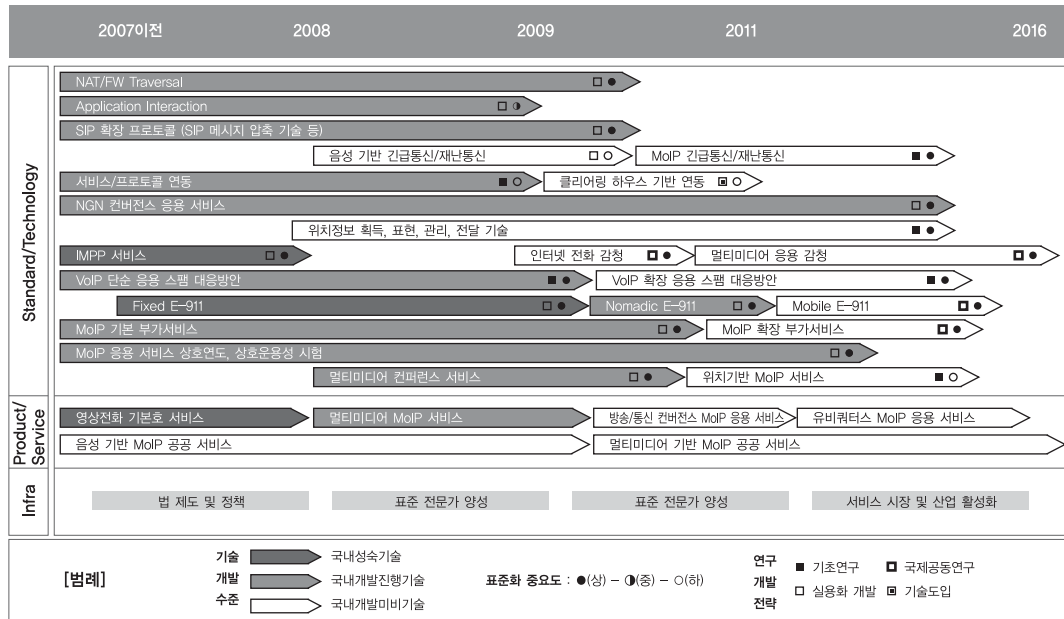 2007이전 2008 2009 2011 2016
Standard/Technology
NAT/FW Traversal □ ●
Application Interaction □ ◑
SIP 확장 프로토콜 (SIP 메시지 압축 기술 등) □ ●
음성 기반 긴급통신/재난통신 □ ○ MoIP 긴급통신/재난통신 ■ ●
서비스/프로토콜 연동 ■ ○ 클리어링 하우스 기반 연동 ▣ ○
NGN 컨버전스 응용 서비스 □ ●
위치정보 획득, 표현, 관리, 전달 기술 ■ ●
IMPP 서비스 □ ● 인터넷 전화 감청 □ ● 멀티미디어 응용 감청 □ ●
VoIP 단순 응용 스팸 대응방안 ■ ● VoIP 확장 응용 스팸 대응방안 ■ ●
Fixed E-911 □ ● Nomadic E-911 □ ● Mobile E-911 □ ●
MoIP 기본 부가서비스 □ ● MoIP 확장 부가서비스 □ ●
MoIP 응용 서비스 상호연도, 상호운용성 시험 □ ●
멀티미디어 컨퍼런스 서비스 □ ● 위치기반 MoIP 서비스 ■ ○
Product/
Service
영상전화 기본호 서비스 멀티미디어 MoIP 서비스 방송/통신 컨버전스 MoIP 응용 서비스 유비쿼터스 MoIP 응용 서비스
음성 기반 MoIP 공공 서비스 멀티미디어 기반 MoIP 공공 서비스
Infra
법 제도 및 정책 표준 전문가 양성 표준 전문가 양성 서비스 시장 및 산업 활성화
[범례]
기술
개발
수준
국내성숙기술
국내개발진행기술
국내개발미비기술
표준화 중요도 : ●(상) – ◑(중) – ○(하)
연구
개발
전략
■ 기초연구 □ 국제공동연구
□ 실용화 개발 ▣ 기술도입